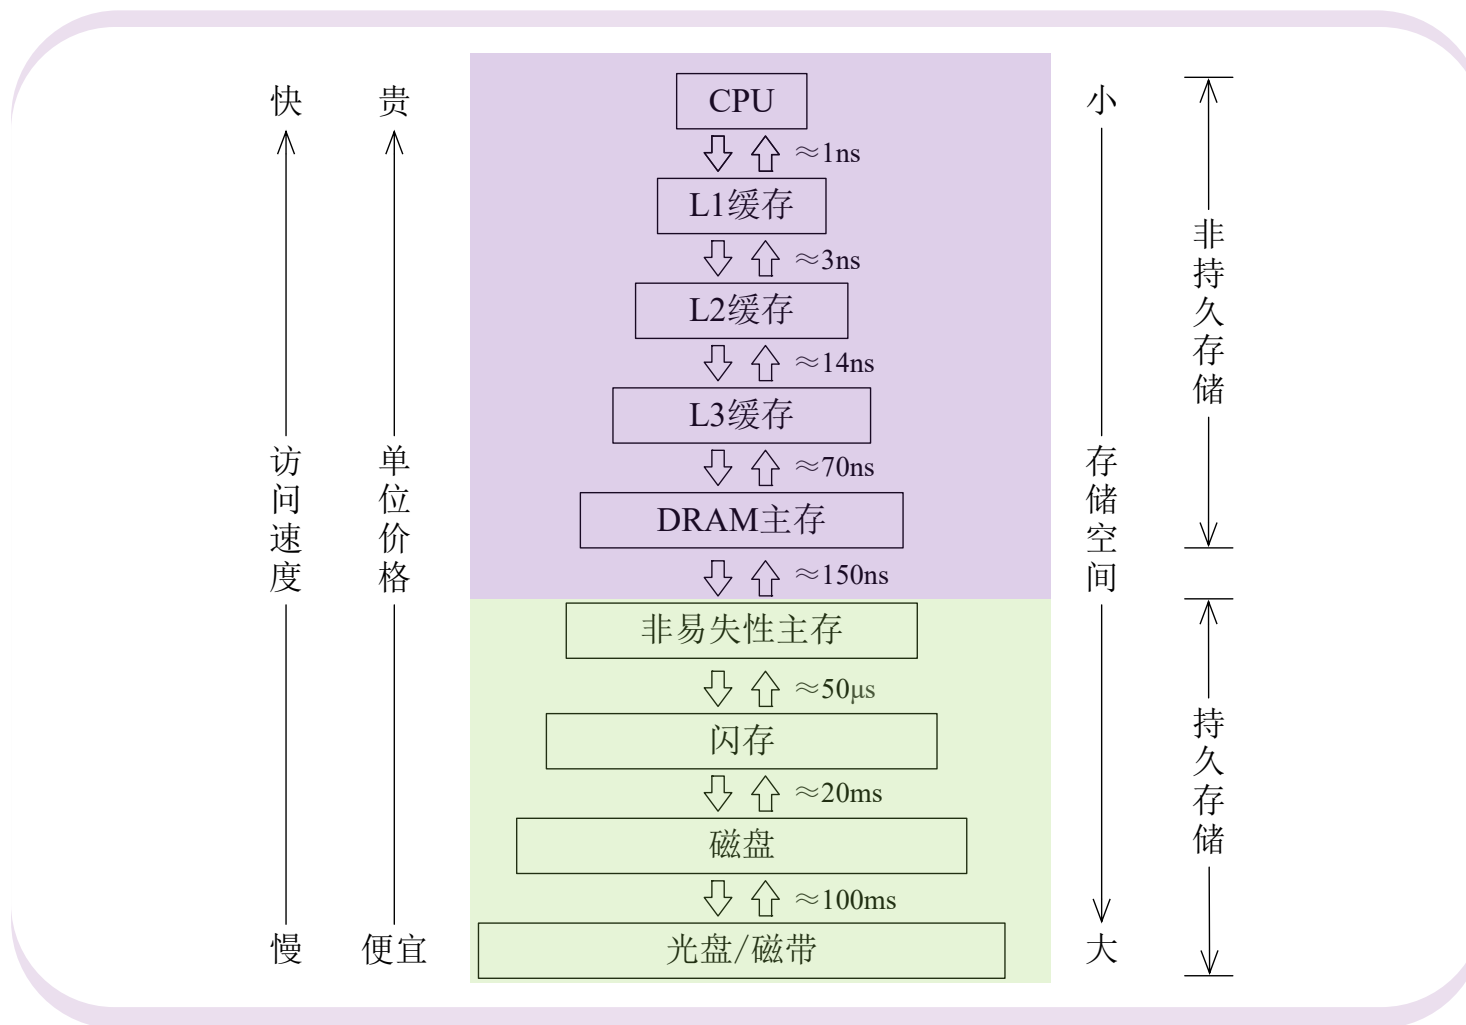 快
贵
CPU
小
≈1ns
L1缓存
≈3ns
L2缓存
≈14ns
L3缓存
≈70ns
DRAM主存
≈150ns
非易失性主存
≈50μs
闪存
≈20ms
磁盘
≈100ms
光盘/磁带
访问速度
单位价格
存储空间
非持久存储
持久存储
慢
便宜
大